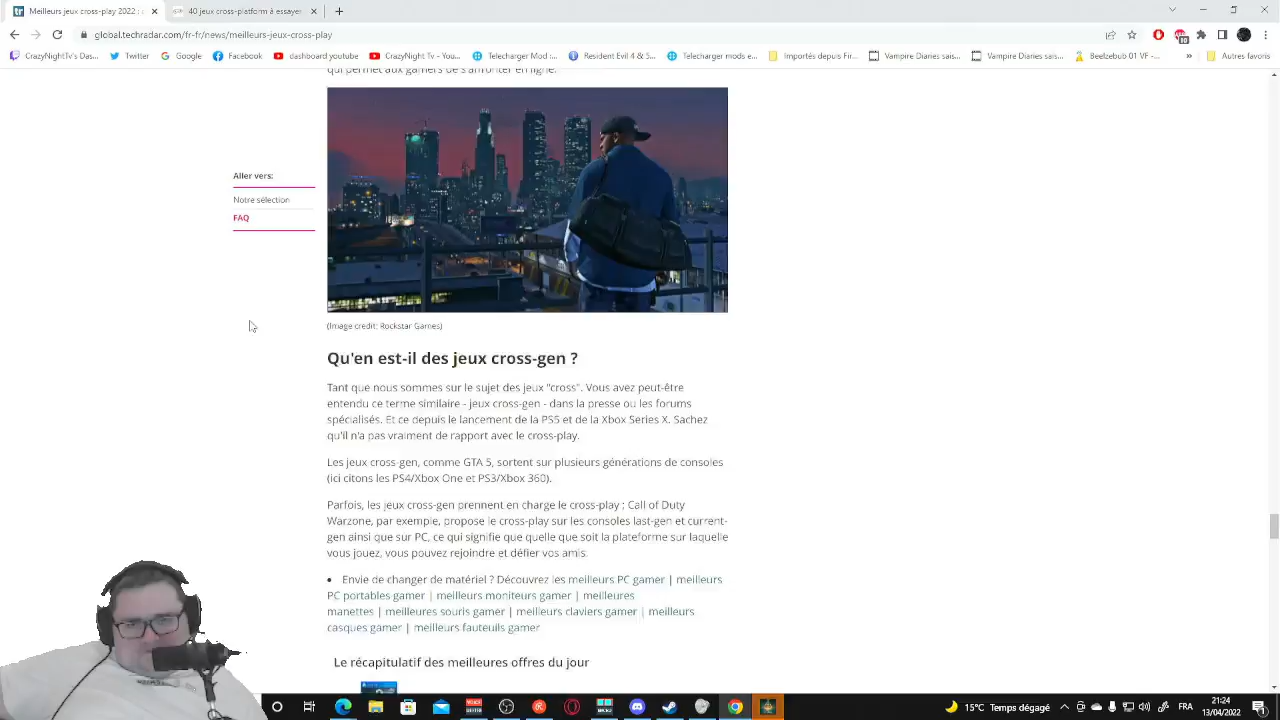 Meilleurs jeux cross-play 2022 :
40 jeux cross-platform à essayer
global.techradar.com/fr-fr/news/meilleurs-jeux-cross-play
CrazyNightTv's Das...
Twitter
Google
Facebook
dashboard youtube
CrazyNight Tv - You...
Telecharger Mod :...
Resident Evil 4 & 5...
Telecharger mods e...
Importés depuis Fir...
Vampire Diaries sais...
Vampire Diaries sais...
Beelzebub 01 VF -...
»
Autres favoris
qui permet aux gamers de s'affronter en ligne.
Aller vers:
Notre sélection
FAQ
(Image credit: Rockstar Games)
Qu'en est-il des jeux cross-gen ?
Tant que nous sommes sur le sujet des jeux "cross". Vous avez peut-être
entendu ce terme similaire - jeux cross-gen - dans la presse ou les forums
spécialisés. Et ce depuis le lancement de la PS5 et de la Xbox Series X. Sachez
qu'il n'a pas vraiment de rapport avec le cross-play.
Les jeux cross-gen, comme GTA 5, sortent sur plusieurs générations de consoles
(ici citons les PS4/Xbox One et PS3/Xbox 360).
Parfois, les jeux cross-gen prennent en charge le cross-play : Call of Duty
Warzone, par exemple, propose le cross-play sur les consoles last-gen et current-
gen ainsi que sur PC, ce qui signifie que quelle que soit la plateforme sur laquelle
vous jouez, vous pouvez rejoindre et défier vos amis.
• Envie de changer de matériel ? Découvrez les meilleurs PC gamer | meilleurs
PC portables gamer | meilleurs moniteurs gamer | meilleures
manettes | meilleures souris gamer | meilleurs claviers gamer | meilleurs
casques gamer | meilleurs fauteuils gamer
Le récapitulatif des meilleures offres du jour
15°C Temps dégagé
FRA
21:24
13/04/2022